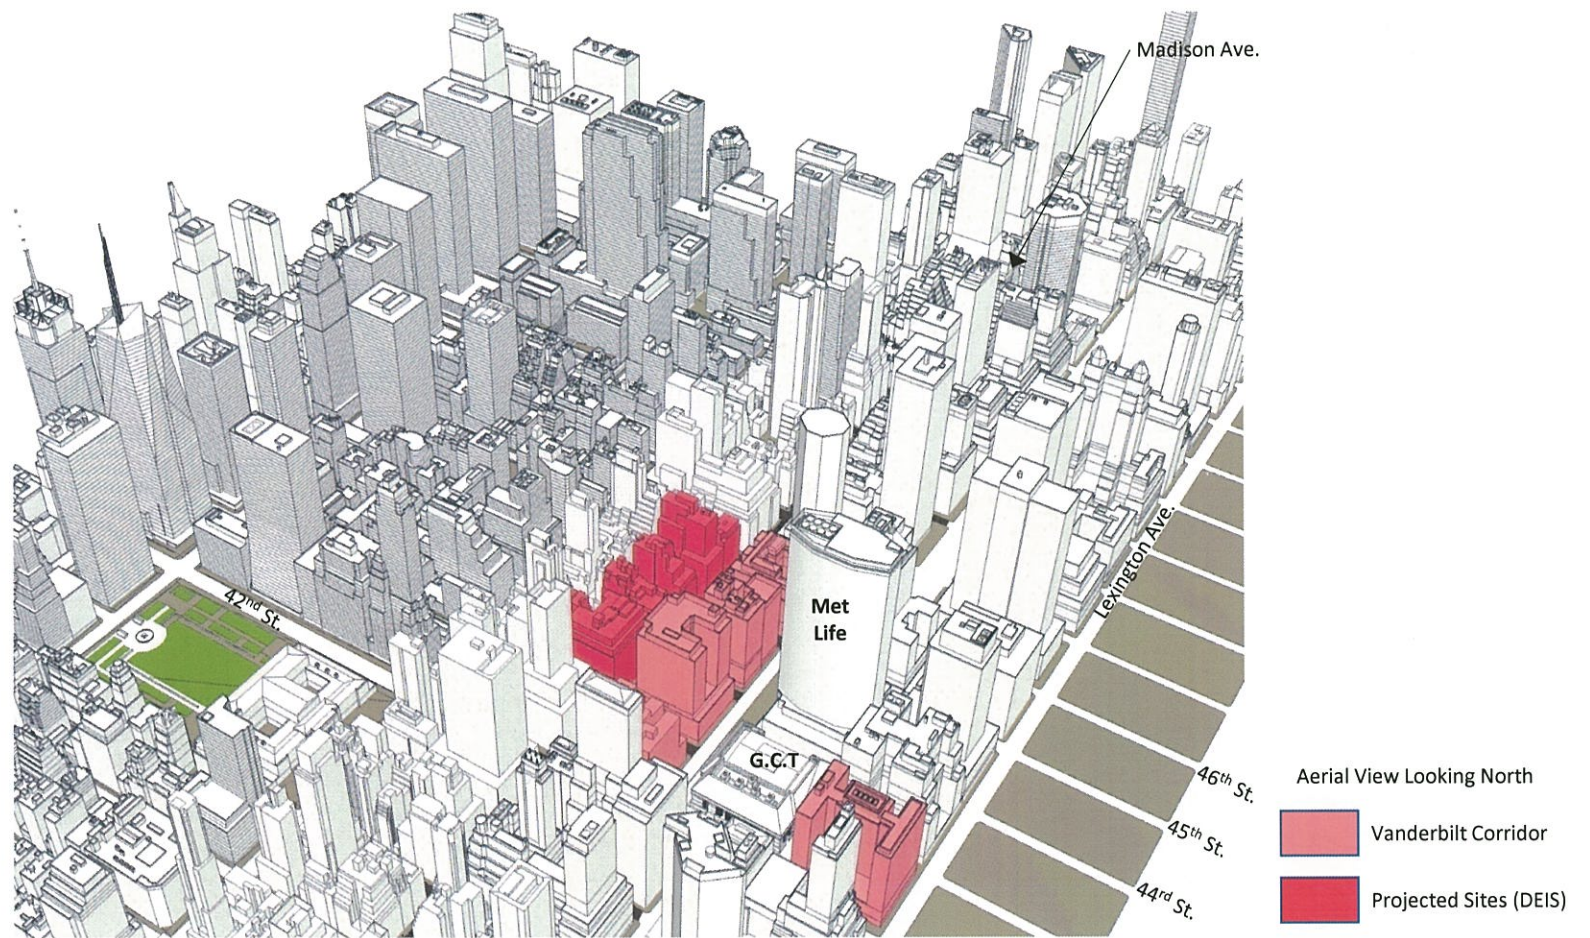 Madison Ave.
42nd St.
Met
Life
G.C.T
Lexington Ave.
46th St.
45th St.
44rd St.
Aerial View Looking North
Vanderbilt Corridor
Projected Sites (DEIS)